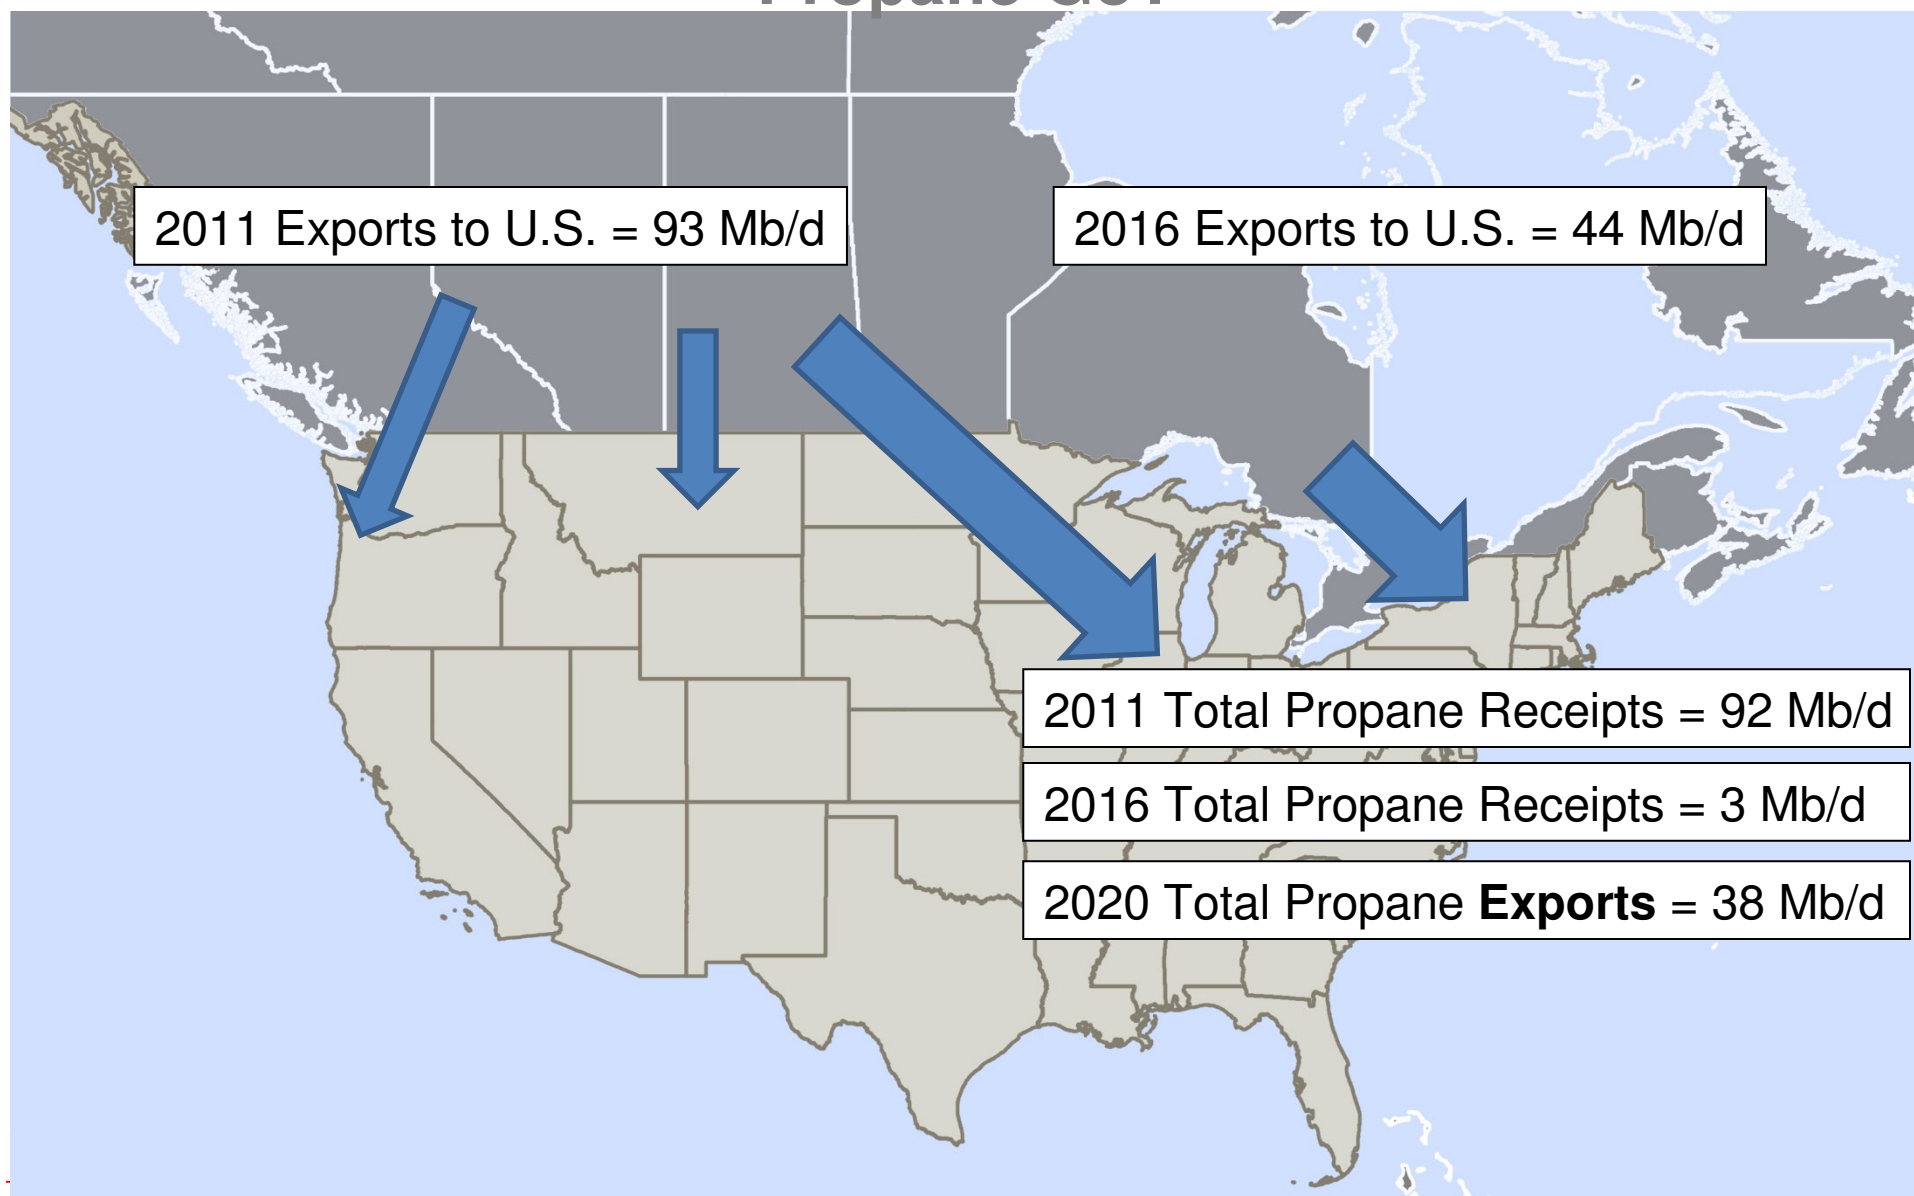 2011 Exports to U.S. = 93 Mb/d
2016 Exports to U.S. = 44 Mb/d
2011 Total Propane Receipts = 92 Mb/d
2016 Total Propane Receipts = 3 Mb/d
2020 Total Propane Exports = 38 Mb/d